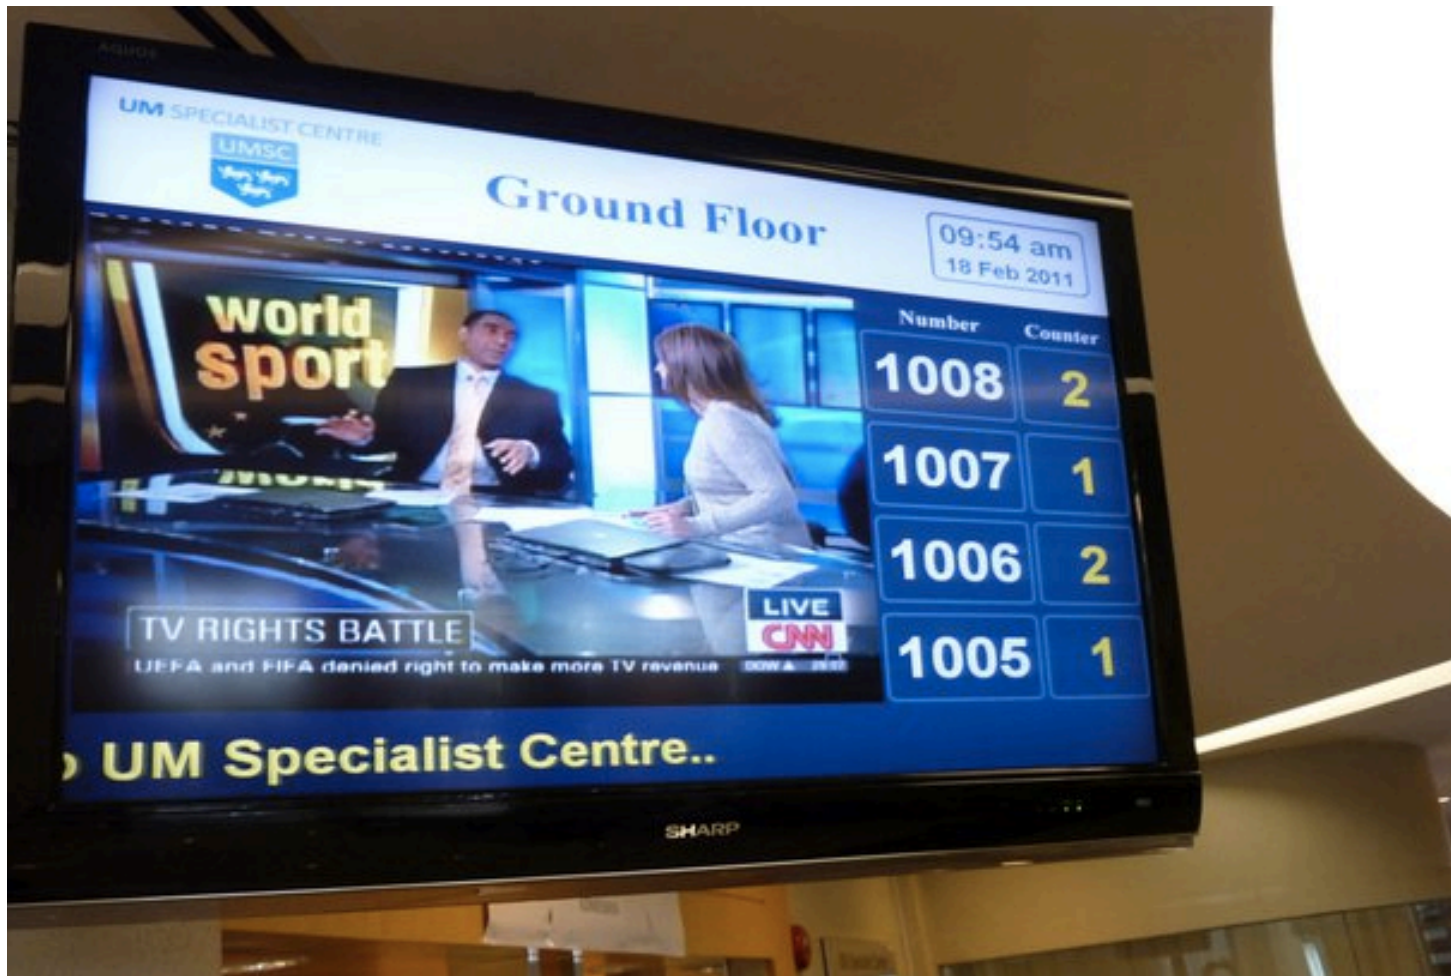 AQUOS
UM SPECIALIST CENTRE
UMSC
Ground Floor
09:54 am
18 Feb 2011
world
sport
Number Counter
1008 2
1007 1
1006 2
1005 1
TV RIGHTS BATTLE
LIVE
CNN
UEFA and FIFA denied right to make more TV revenue
DOW ▲
o UM Specialist Centre..
SHARP